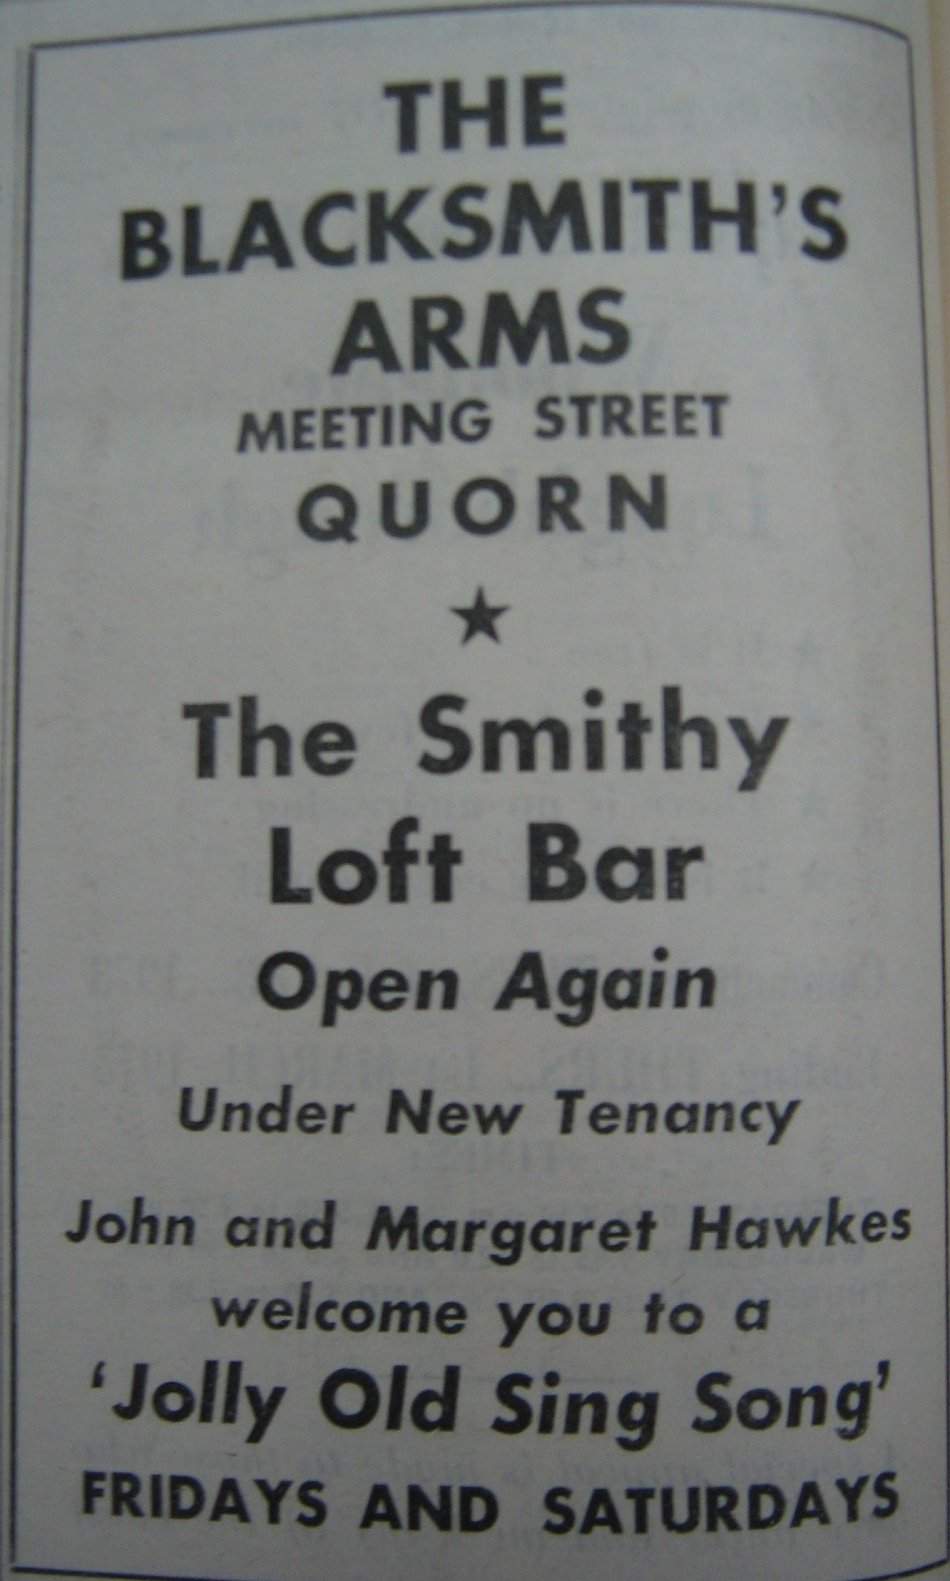 THE
BLACKSMITH'S
ARMS
MEETING STREET
QUORN
★
The Smithy
Loft Bar
Open Again
Under New Tenancy
John and Margaret Hawkes
welcome you to a
'Jolly Old Sing Song'
FRIDAYS AND SATURDAYS